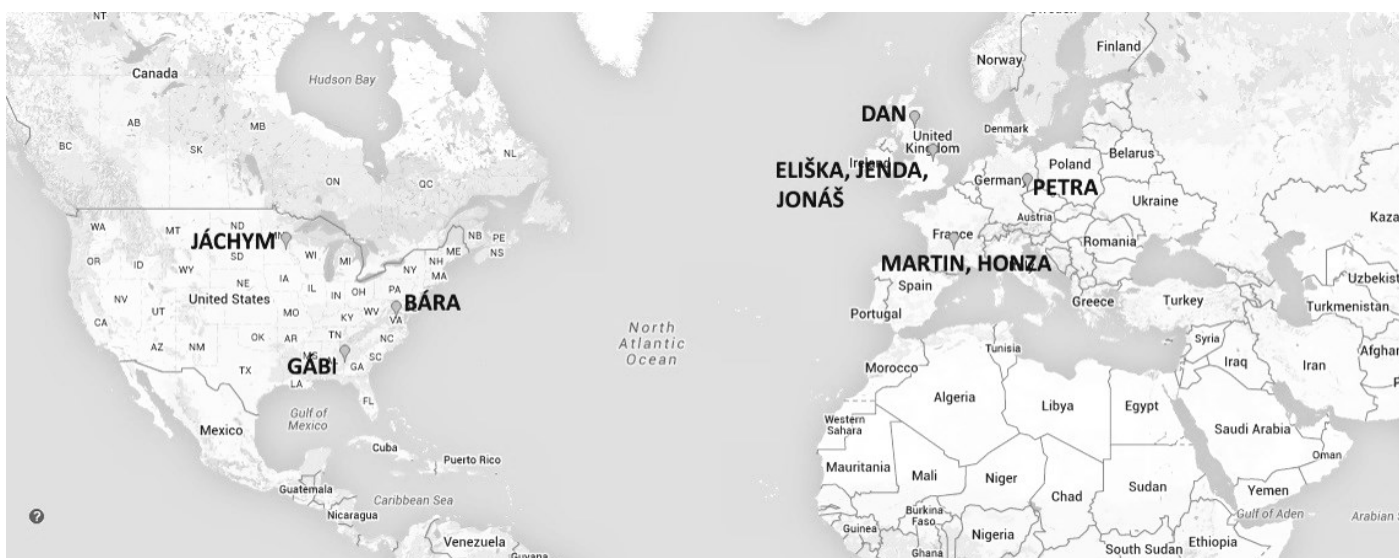 NT
Canada
Hudson Bay
AB
MB
BC
SK
NL
ON
QC
Norway
Finland
DAN
United
Kingdom
Denmark
Ireland
ELIŠKA, JENDA,
JONÁŠ
Poland
Belarus
German
PETRA
Ukraine
Austria
France
Romania
MARTIN, HONZA
Spain
Portugal
Greece
Turkey
Uzbekist
Turkmenistan
Syria
Iraq
Iran
Afghan
Tunisia
Morocco
Algeria
Libya
Egypt
Western
Sahara
Saudi Arabia
Oman
Mauritania
Mali
Niger
Chad
Sudan
Yemen
Gulf of Aden
Arabian S
Burkina
Faso
Guinea
Ghana
Nigeria
South Sudan
Ethiopia
Kaza
WA
MT
ND
MN
JÁCHYM
SD
WI
MI
NB
PE
NS
ME
NH
MA
NY
OR
ID
WY
NE
IA
IL
IN
OH
PA
NV
UT
United States
MO
KY
WV
VA
BÁRA
CA
AZ
NM
OK
AR
TN
NC
MS
GÁBI
GA
SC
TX
LA
FL
Gulf of
Mexico
Mexico
Cuba
Puerto Rico
Guatemala
Caribbean Sea
Nicaragua
Venezuela
Guyana
North
Atlantic
Ocean
?